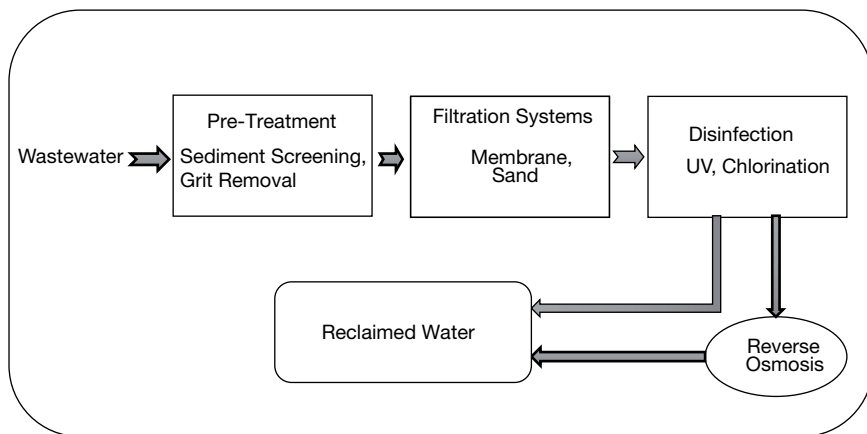 Wastewater
Pre-Treatment
Sediment Screening,
Grit Removal
Filtration Systems
Membrane,
Sand
Disinfection
UV, Chlorination
Reclaimed Water
Reverse
Osmosis